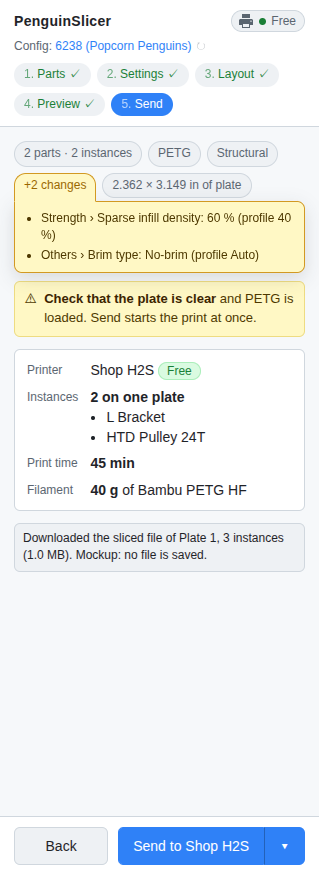 PenguinSlicer
Free
Config: 6238 (Popcorn Penguins)
1. Parts ✓
2. Settings ✓
3. Layout ✓
4. Preview ✓
5. Send
2 parts · 2 instances
PETG
Structural
+2 changes
2.362 × 3.149 in of plate
• Strength › Sparse infill density: 60 % (profile 40
%)
• Others › Brim type: No-brim (profile Auto)
⚠ Check that the plate is clear and PETG is
loaded. Send starts the print at once.
Printer Shop H2S Free
Instances 2 on one plate
• L Bracket
• HTD Pulley 24T
Print time 45 min
Filament 40 g of Bambu PETG HF
Downloaded the sliced file of Plate 1, 3 instances
(1.0 MB). Mockup: no file is saved.
Back
Send to Shop H2S ▼